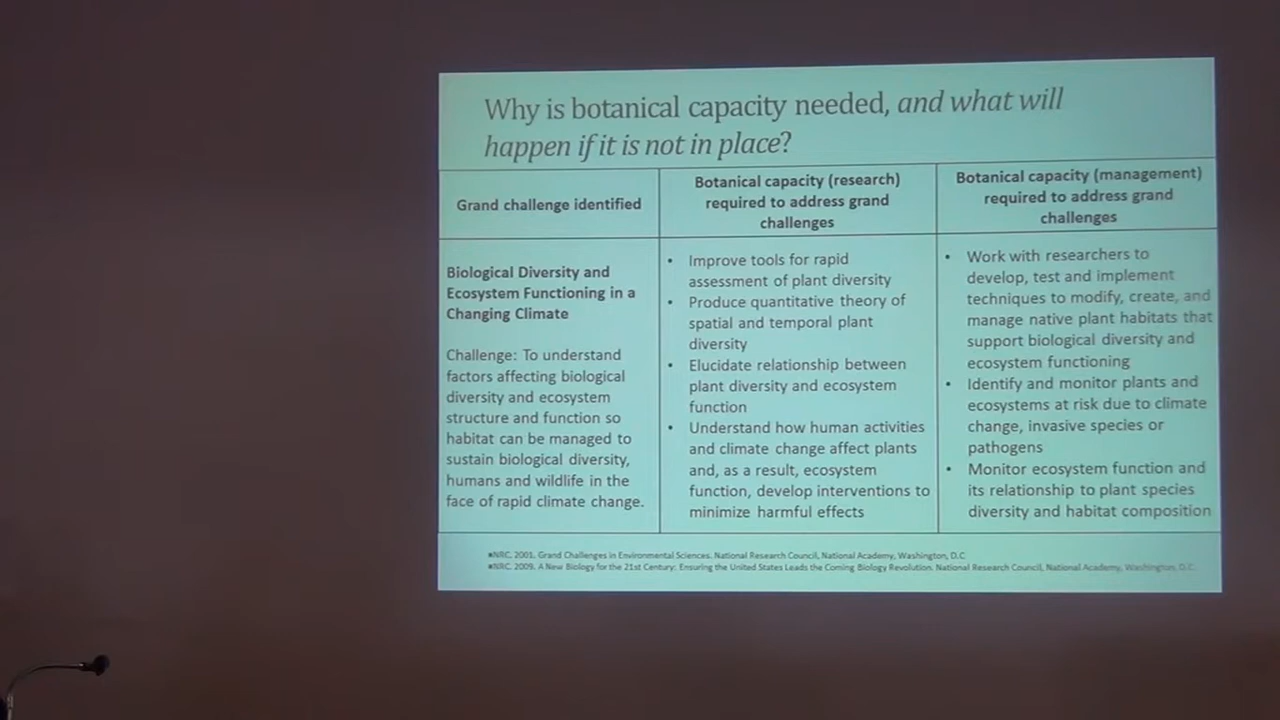 Why is botanical capacity needed, and what will
happen if it is not in place?
Grand challenge identified
Botanical capacity (research)
required to address grand
challenges
Botanical capacity (management)
required to address grand
challenges
Biological Diversity and
Ecosystem Functioning in a
Changing Climate
Challenge: To understand
factors affecting biological
diversity and ecosystem
structure and function so
habitat can be managed to
sustain biological diversity,
humans and wildlife in the
face of rapid climate change.
• Improve tools for rapid
assessment of plant diversity
• Produce quantitative theory of
spatial and temporal plant
diversity
• Elucidate relationship between
plant diversity and ecosystem
function
• Understand how human activities
and climate change affect plants
and, as a result, ecosystem
function, develop interventions to
minimize harmful effects
• Work with researchers to
develop, test and implement
techniques to modify, create, and
manage native plant habitats that
support biological diversity and
ecosystem functioning
• Identify and monitor plants and
ecosystems at risk due to climate
change, invasive species or
pathogens
• Monitor ecosystem function and
its relationship to plant species
diversity and habitat composition
▪NRC. 2001. Grand Challenges in Environmental Sciences. National Research Council, National Academy, Washington, D.C
▪NRC. 2009. A New Biology for the 21st Century: Ensuring the United States Leads the Coming Biology Revolution. National Research Council, National Academy, Washington, D.C.